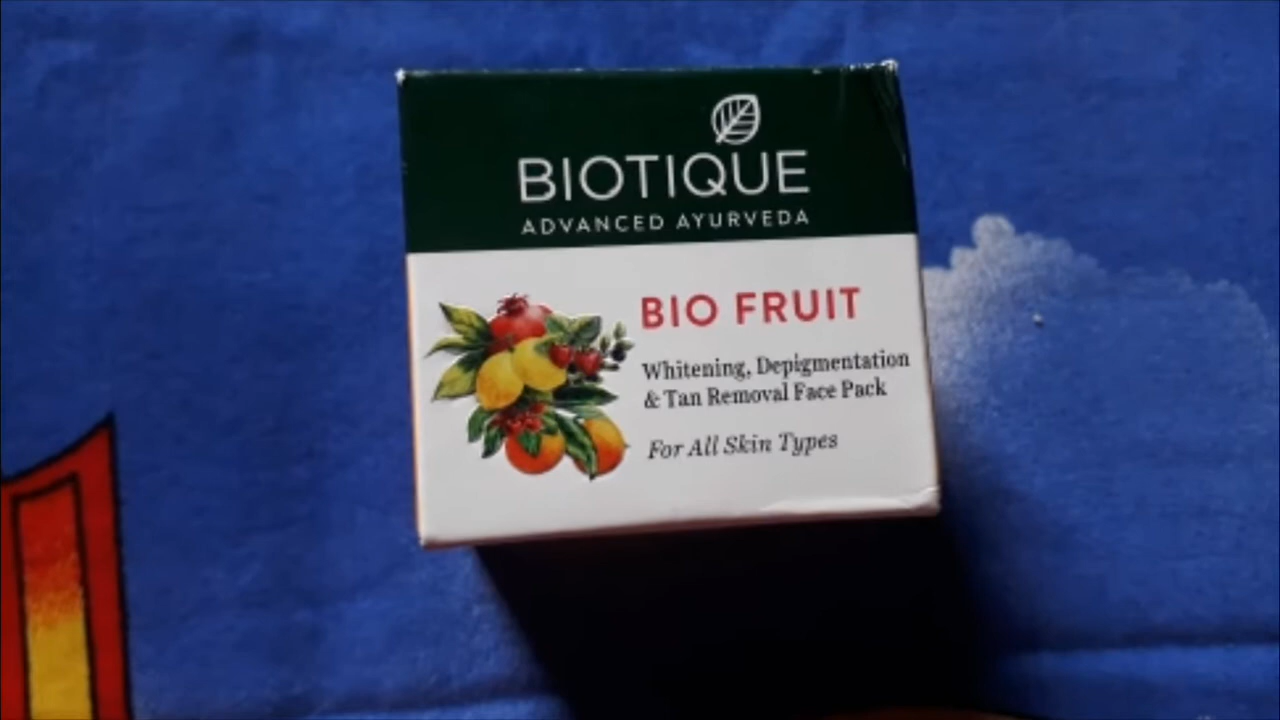 BIOTIQUE
ADVANCED AYURVEDA
BIO FRUIT
Whitening, Depigmentation
& Tan Removal Face Pack
For All Skin Types